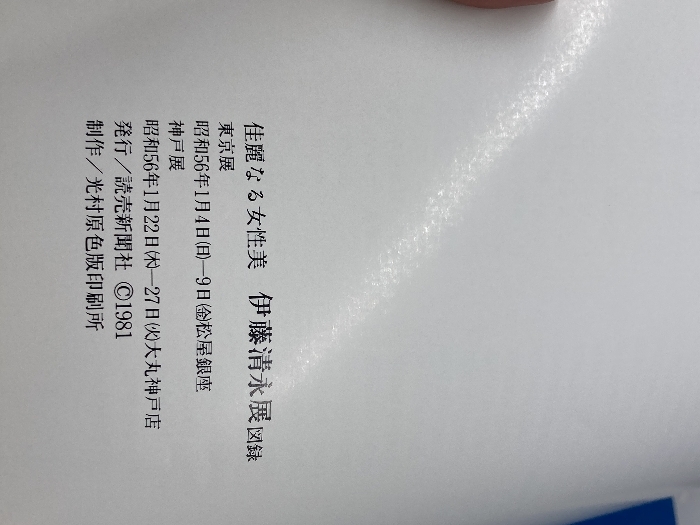 佳麗なる女性美　伊藤清永展図録
東京展
昭和56年1月4日(日)―9日(金)松屋銀座
神戸展
昭和56年1月22日(木)―27日(火)大丸神戸店
発行／読売新聞社 ©1981
制作／光村原色版印刷所